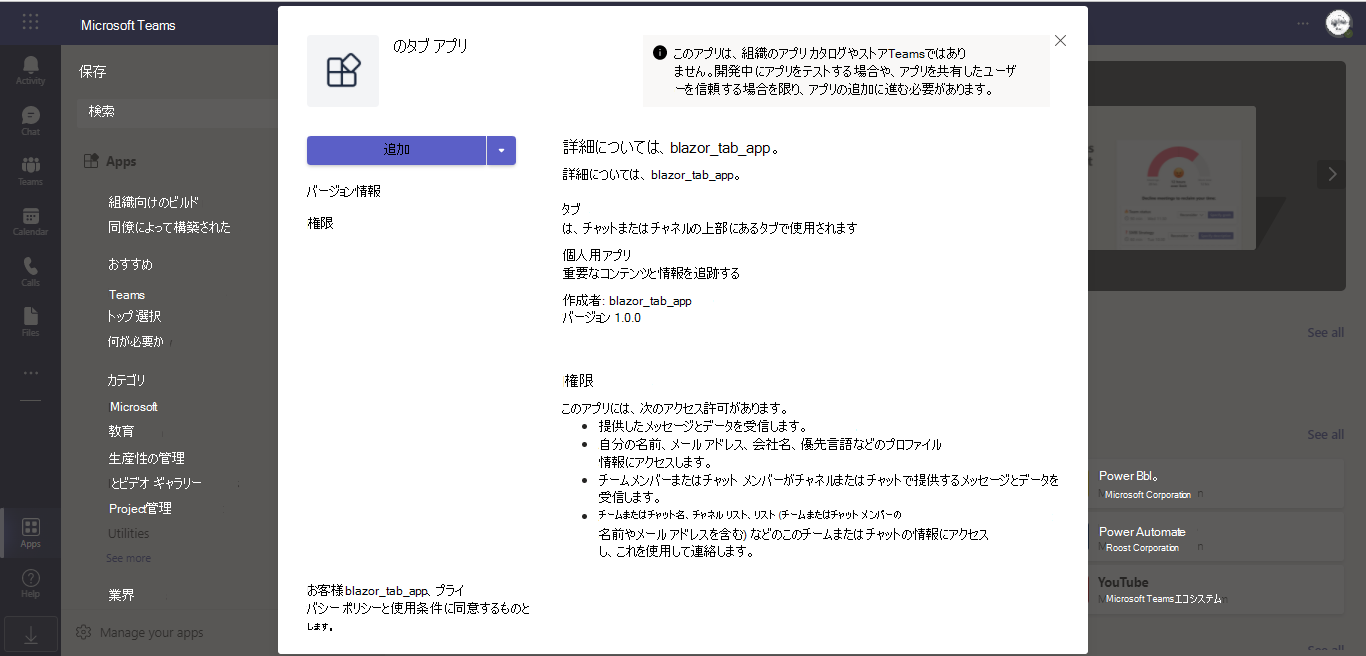 Microsoft Teams
Activity
Chat
Teams
Calendar
Calls
Files
Apps
Help
保存
検索
Apps
組織向けのビルド
同僚によって構築された
おすすめ
Teams
トップ選択
何が必要か
カテゴリ
Microsoft
教育
生産性の管理
とビデオ ギャラリー
Project管理
Utilities
See more
業界
Manage your apps
のタブ アプリ
このアプリは、組織のアプリ カタログやストアTeamsではあり
ません。開発中にアプリをテストする場合や、アプリを共有したユーザ
ーを信頼する場合を限り、アプリの追加に進む必要があります。
追加
バージョン情報
権限
詳細については、blazor_tab_app。
詳細については、blazor_tab_app。
タブ
は、チャットまたはチャネルの上部にあるタブで使用されます
個人用アプリ
重要なコンテンツと情報を追跡する
作成者: blazor_tab_app
バージョン 1.0.0
権限
このアプリには、次のアクセス許可があります。
• 提供したメッセージとデータを受信します。
• 自分の名前、メール アドレス、会社名、優先言語などのプロファイル
情報にアクセスします。
• チームメンバーまたはチャット メンバーがチャネルまたはチャットで提供するメッセージとデータを
受信します。
• チームまたはチャット名、チャネル リスト、リスト (チームまたはチャット メンバーの
名前やメール アドレスを含む) などのこのチームまたはチャットの情報にアクセス
し、これを使用して連絡します。
お客様blazor_tab_app、プライ
バシー ポリシーと使用条件に同意するものと
します。
See all
See all
Power Bbl。
Microsoft Corporation
Power Automate
Roost Corporation
YouTube
Microsoft Teamsエコシステム
See all